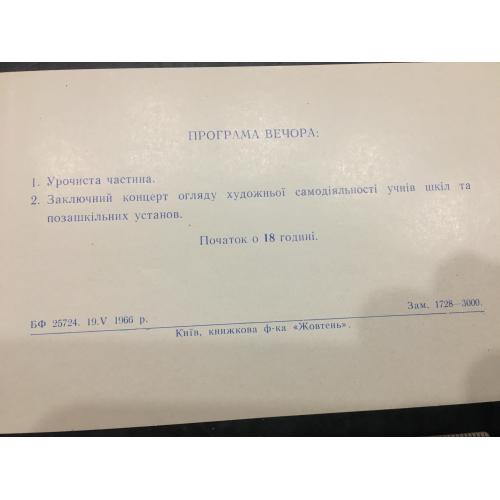 ПРОГРАМА ВЕЧОРА:
1. Урочиста частина.
2. Заключний концерт огляду художньої самодіяльності учнів шкіл та
позашкільних установ.
Початок о 18 годині.
БФ 25724. 19.V 1966 р.
Зам. 1728—3000.
Київ, книжкова ф-ка «Жовтень».